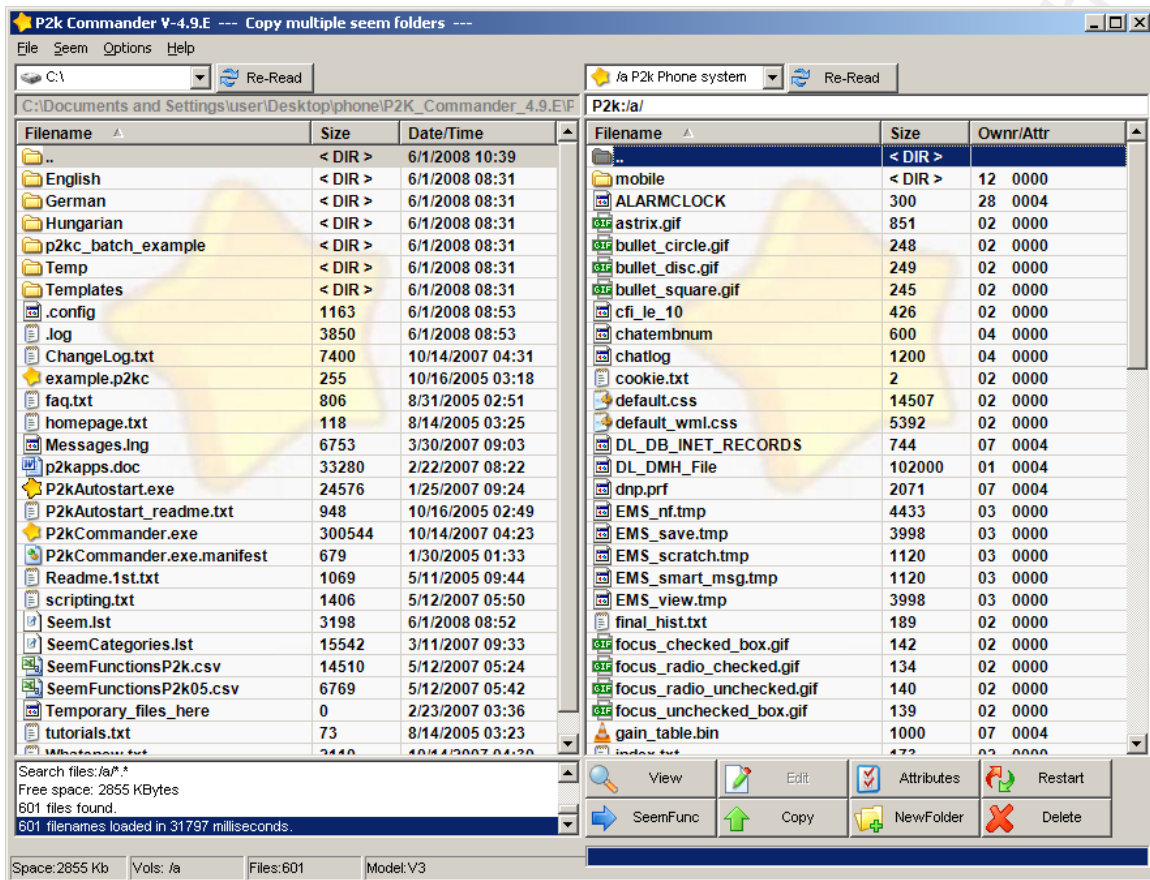 P2k Commander V-4.9.E --- Copy multiple seem folders ---
File Seem Options Help
C:\ Re-Read /a P2k Phone system Re-Read
C:\Documents and Settings\user\Desktop\phone\P2K_Commander_4.9.E\P P2k:/a/
Filename Size Date/Time Filename Size Ownr/Attr
.. < DIR > 6/1/2008 10:39 .. < DIR >
English < DIR > 6/1/2008 08:31 mobile < DIR > 12 0000
German < DIR > 6/1/2008 08:31 ALARMCLOCK 300 28 0004
Hungarian < DIR > 6/1/2008 08:31 GIF astrix.gif 851 02 0000
p2kc_batch_example < DIR > 6/1/2008 08:31 GIF bullet_circle.gif 248 02 0000
Temp < DIR > 6/1/2008 08:31 GIF bullet_disc.gif 249 02 0000
Templates < DIR > 6/1/2008 08:31 GIF bullet_square.gif 245 02 0000
.config 1163 6/1/2008 08:53 cfi_le_10 426 02 0000
.log 3850 6/1/2008 08:53 chatembnum 600 04 0000
ChangeLog.txt 7400 10/14/2007 04:31 chatlog 1200 04 0000
example.p2kc 255 10/16/2005 03:18 cookie.txt 2 02 0000
faq.txt 806 8/31/2005 02:51 default.css 14507 02 0000
homepage.txt 118 8/14/2005 03:25 default_wml.css 5392 02 0000
Messages.lng 6753 3/30/2007 09:03 DL_DB_INET_RECORDS 744 07 0004
p2kapps.doc 33280 2/22/2007 08:22 DL_DMH_File 102000 01 0004
P2kAutostart.exe 24576 1/25/2007 09:24 dnp.prf 2071 07 0004
P2kAutostart_readme.txt 948 10/16/2005 02:49 EMS_nf.tmp 4433 03 0000
P2kCommander.exe 300544 10/14/2007 04:23 EMS_save.tmp 3998 03 0000
P2kCommander.exe.manifest 679 1/30/2005 01:33 EMS_scratch.tmp 1120 03 0000
Readme.1st.txt 1069 5/11/2005 09:44 EMS_smart_msg.tmp 1120 03 0000
scripting.txt 1406 5/12/2007 05:50 EMS_view.tmp 3998 03 0000
Seem.lst 3198 6/1/2008 08:52 final_hist.txt 189 02 0000
SeemCategories.lst 15542 3/11/2007 09:33 GIF focus_checked_box.gif 142 02 0000
SeemFunctionsP2k.csv 14510 5/12/2007 05:24 GIF focus_radio_checked.gif 134 02 0000
SeemFunctionsP2k05.csv 6769 5/12/2007 05:42 GIF focus_radio_unchecked.gif 140 02 0000
Temporary_files_here 0 2/23/2007 03:36 GIF focus_unchecked_box.gif 139 02 0000
tutorials.txt 73 8/14/2005 03:23 gain_table.bin 1000 07 0004
Search files:/a/*.* View Edit Attributes Restart
Free space: 2855 KBytes
601 files found.
601 filenames loaded in 31797 milliseconds. SeemFunc Copy NewFolder Delete
Space:2855 Kb Vols: /a Files:601 Model:V3